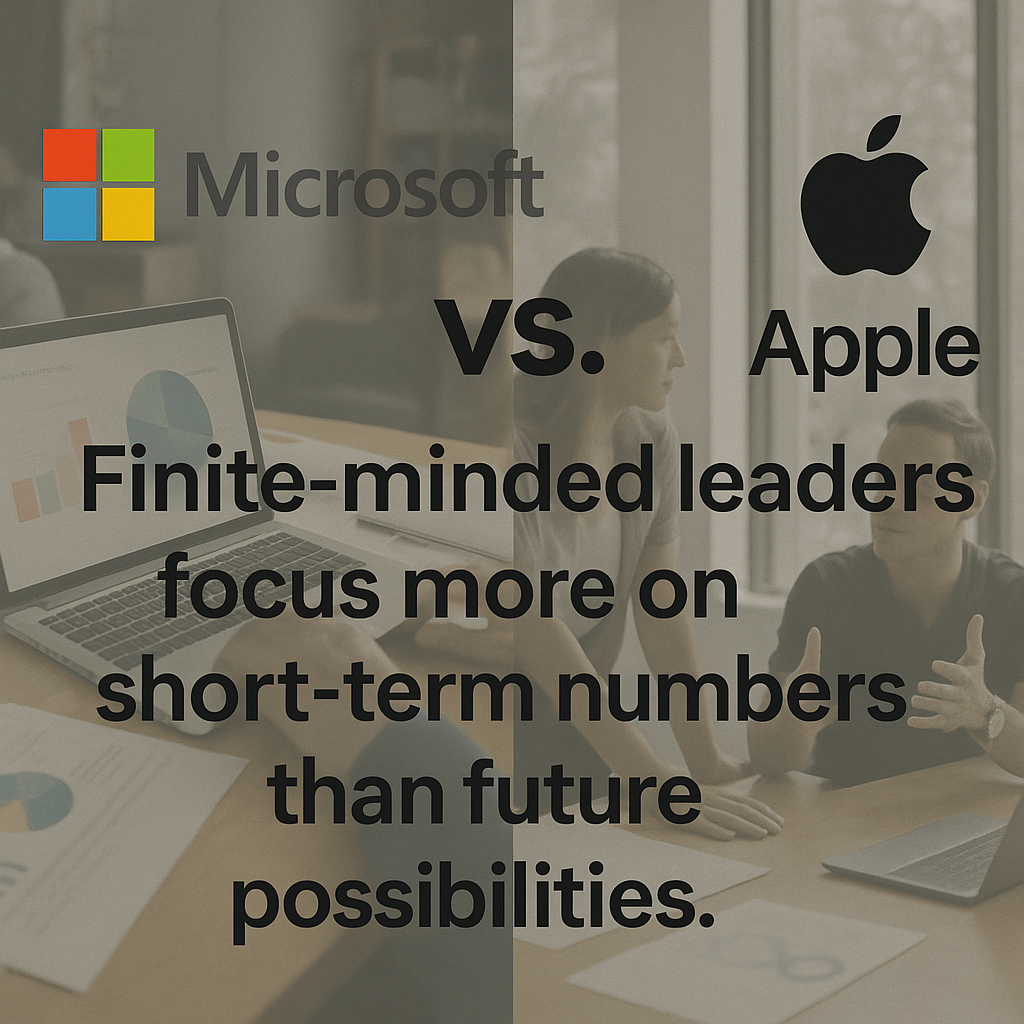 Microsoft
vs.
Apple
Finite-minded leaders
focus more on
short-term numbers
than future
possibilities.